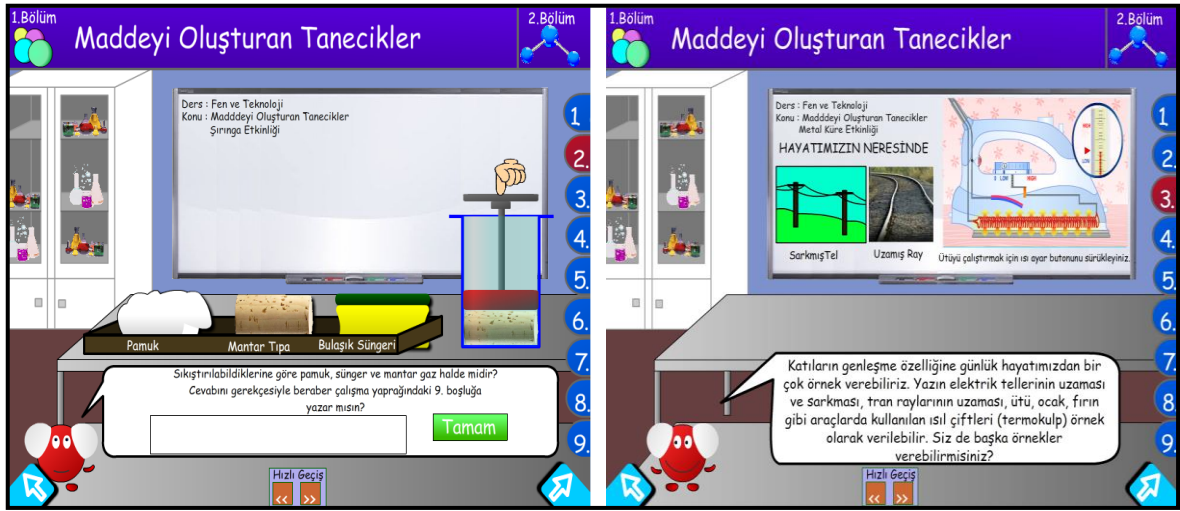 1.Bölüm
Maddeyi Oluşturan Tanecikler
2.Bölüm
Ders : Fen ve Teknoloji
Konu : Madddeyi Oluşturan Tanecikler
Şırınga Etkinliği
1
2.
3.
4.
5.
6.
7.
8.
9.
Pamuk
Mantar Tıpa
Bulaşık Süngeri
Sıkıştırılabildiklerine göre pamuk, sünger ve mantar gaz halde midir?
Cevabını gerekçesiyle beraber çalışma yaprağındaki 9. boşluğa
yazar mısın?
Tamam
Hızlı Geçiş
<< >>
1.Bölüm
Maddeyi Oluşturan Tanecikler
2.Bölüm
Ders : Fen ve Teknoloji
Konu : Madddeyi Oluşturan Tanecikler
Metal Küre Etkinliği
HAYATIMIZIN NERESİNDE
SarkmışTel
Uzamış Ray
0 LOW HIGH
HIGH
LOW
Ütüyü çalıştırmak için ısı ayar butonunu sürükleyiniz.
1
2.
3.
4.
5.
6.
7.
8.
9.
Katıların genleşme özelliğine günlük hayatımızdan bir
çok örnek verebiliriz. Yazın elektrik tellerinin uzaması
ve sarkması, tran raylarının uzaması, ütü, ocak, fırın
gibi araçlarda kullanılan ısıl çiftleri (termokulp) örnek
olarak verilebilir. Siz de başka örnekler
verebilirmisiniz?
Hızlı Geçiş
<< >>